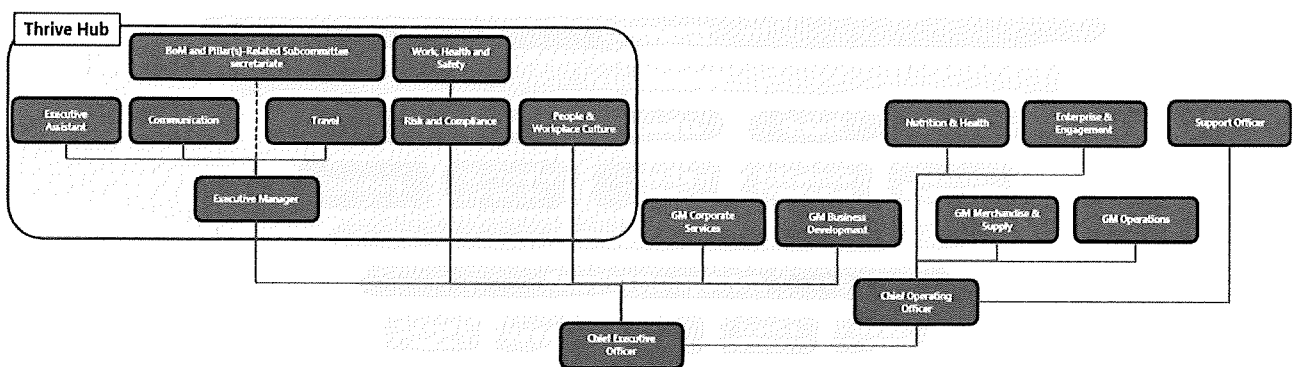 Thrive Hub
BoM and Pillar(s)-Related Subcommittee
secretariate
Work, Health and
Safety
Executive
Assistant
Communication
Travel
Risk and Compliance
People &
Workplace Culture
Nutrition & Health
Enterprise &
Engagement
Support Officer
Executive Manager
GM Corporate
Services
GM Business
Development
GM Merchandise &
Supply
GM Operations
Chief Operating
Officer
Chief Executive
Officer